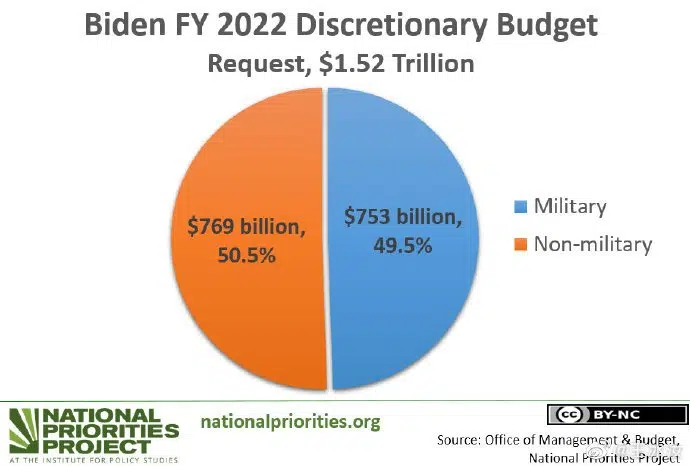 Biden FY 2022 Discretionary Budget
Request, $1.52 Trillion
$769 billion,
50.5%
$753 billion,
49.5%
Military
Non-military
NATIONAL
PRIORITIES
PROJECT
AT THE INSTITUTE FOR POLICY STUDIES
nationalpriorities.org
cc BY-NC
Source: Office of Management & Budget,
National Priorities Project